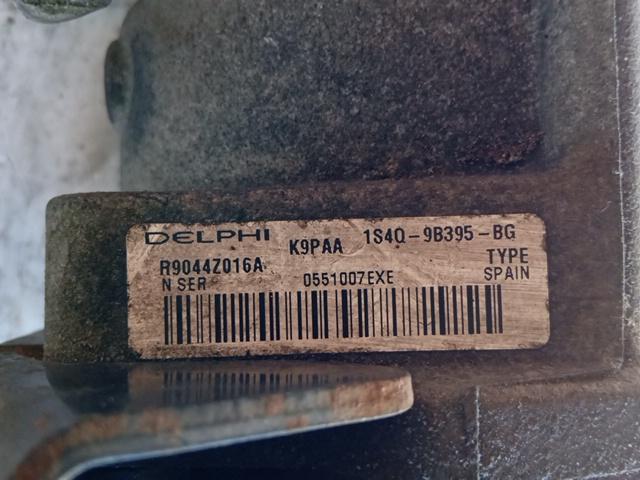 DELPHI K9PAA 1S4Q-9B395-BG
R9044Z016A TYPE
N SER 0551007EXE SPAIN